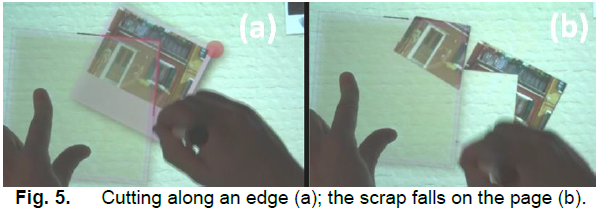 (a)
(b)
Fig. 5. Cutting along an edge (a); the scrap falls on the page (b).